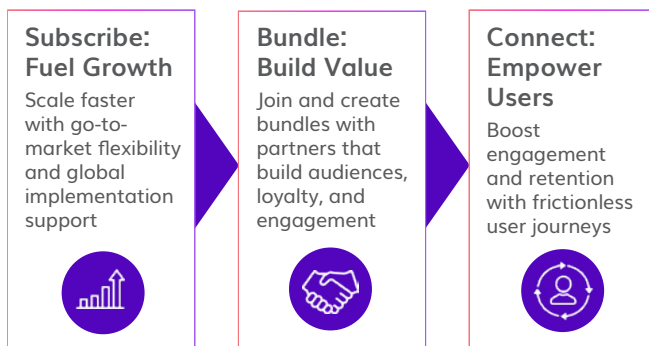 Subscribe:
Fuel Growth
Scale faster
with go-to-
market flexibility
and global
implementation
support
Bundle:
Build Value
Join and create
bundles with
partners that
build audiences,
loyalty, and
engagement
Connect:
Empower
Users
Boost
engagement
and retention
with frictionless
user journeys